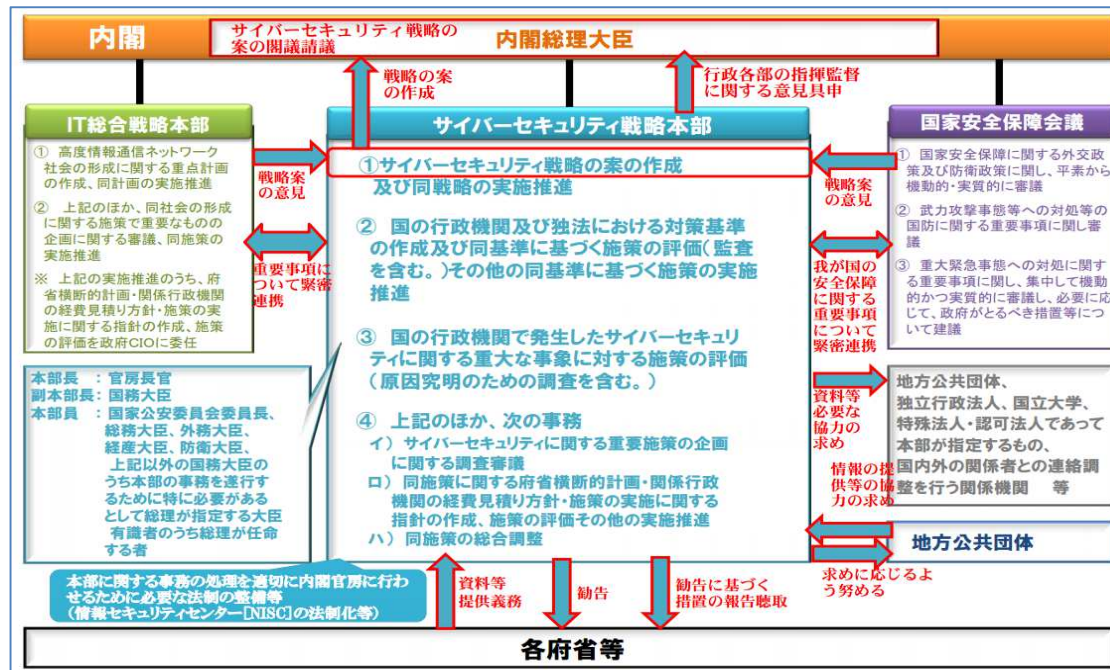 内閣
サイバーセキュリティ戦略の
案の閣議請議
内閣総理大臣
戦略の案
の作成
行政各部の指揮監督
に関する意見具申
IT総合戦略本部
① 高度情報通信ネットワーク
社会の形成に関する重点計画
の作成、同計画の実施推進
② 上記のほか、同社会の形成
に関する施策で重要なものの
企画に関する審議、同施策の
実施推進
※ 上記の実施推進のうち、府
省横断的計画・関係行政機関
の経費見積り方針・施策の実
施に関する指針の作成、施策
の評価を政府CIOに委任
戦略案
の意見
重要事項に
ついて緊密
連携
サイバーセキュリティ戦略本部
①サイバーセキュリティ戦略の案の作成
及び同戦略の実施推進
② 国の行政機関及び独法における対策基準
の作成及び同基準に基づく施策の評価(監査
を含む。)その他の同基準に基づく施策の実施
推進
③ 国の行政機関で発生したサイバーセキュリ
ティに関する重大な事象に対する施策の評価
(原因究明のための調査を含む。)
④ 上記のほか、次の事務
イ) サイバーセキュリティに関する重要施策の企画
に関する調査審議
ロ) 同施策に関する府省横断的計画・関係行政
機関の経費見積り方針・施策の実施に関する
指針の作成、施策の評価その他の実施推進
ハ) 同施策の総合調整
国家安全保障会議
① 国家安全保障に関する外交政
策及び防衛政策に関し、平素から
機動的・実質的に審議
② 武力攻撃事態等への対処等の
国防に関する重要事項に関し審
議
③ 重大緊急事態への対処に関す
る重要事項に関し、集中して機動
的かつ実質的に審議し、必要に応
じて、政府がとるべき措置等につ
いて建議
戦略案
の意見
我が国の
安全保障
に関する
重要事項
について
緊密連携
本部長 : 官房長官
副本部長: 国務大臣
本部員 : 国家公安委員会委員長、
総務大臣、外務大臣、
経産大臣、防衛大臣、
上記以外の国務大臣の
うち本部の事務を遂行す
るために特に必要がある
として総理が指定する大臣
有識者のうち総理が任命
する者
本部に関する事務の処理を適切に内閣官房に行わ
せるために必要な法制の整備等
(情報セキュリティセンター[NISC]の法制化等)
資料等
必要な
協力の
求め
地方公共団体、
独立行政法人、国立大学、
特殊法人・認可法人であって
本部が指定するもの、
国内外の関係者との連絡調
整を行う関係機関 等
情報の提
供等の協
力の求め
地方公共団体
求めに応じるよ
う努める
資料等
提供義務
勧告
勧告に基づく
措置の報告聴取
各府省等